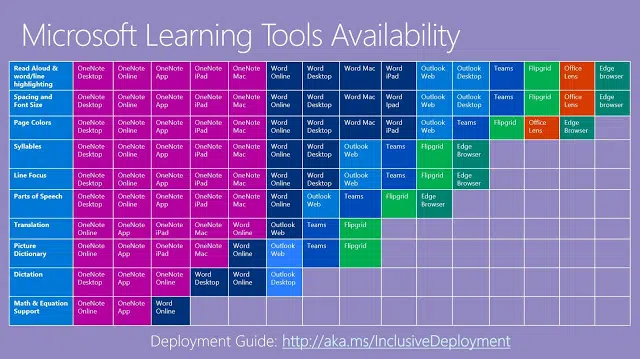 Microsoft Learning Tools Availability
Read Aloud & word/line highlighting OneNote Desktop OneNote Online OneNote App OneNote iPad OneNote Mac Word Online Word Desktop Word Mac Word iPad Outlook Web Outlook Desktop Teams Flipgrid Office Lens Edge Browser
Spacing and Font Size OneNote Desktop OneNote Online OneNote App OneNote iPad OneNote Mac Word Online Word Desktop Word Mac Word Ipad Outlook Web Outlook Desktop Teams Flipgrid Office Lens Edge Browser
Page Colors OneNote Desktop OneNote Online OneNote App OneNote iPad OneNote Mac Word Online Word Desktop Word Mac Word iPad Outlook Web Teams Flipgrid Office Lens Edge Browser
Syllables OneNote Desktop OneNote Online OneNote App OneNote iPad OneNote Mac Word Online Word Desktop Outlook Web Teams Flipgrid Edge Browser
Line Focus OneNote Desktop OneNote Online OneNote App OneNote iPad OneNote Mac Word Online Word Desktop Outlook Web Teams Flipgrid Edge Browser
Parts of Speech OneNote Desktop OneNote Online OneNote App OneNote iPad OneNote Mac Word Online Word Desktop Outlook Web Teams Flipgrid Edge Browser
Translation OneNote Online OneNote App OneNote iPad OneNote Mac Word Online Outlook Web Teams Flipgrid
Picture Dictionary OneNote Online OneNote App OneNote iPad OneNote Mac Word Online Outlook Web Teams Flipgrid
Dictation OneNote Desktop OneNote App OneNote Online Word Desktop Word Online Outlook Desktop
Math & Equation Support OneNote Online OneNote App Word Online
Deployment Guide: http://aka.ms/InclusiveDeployment